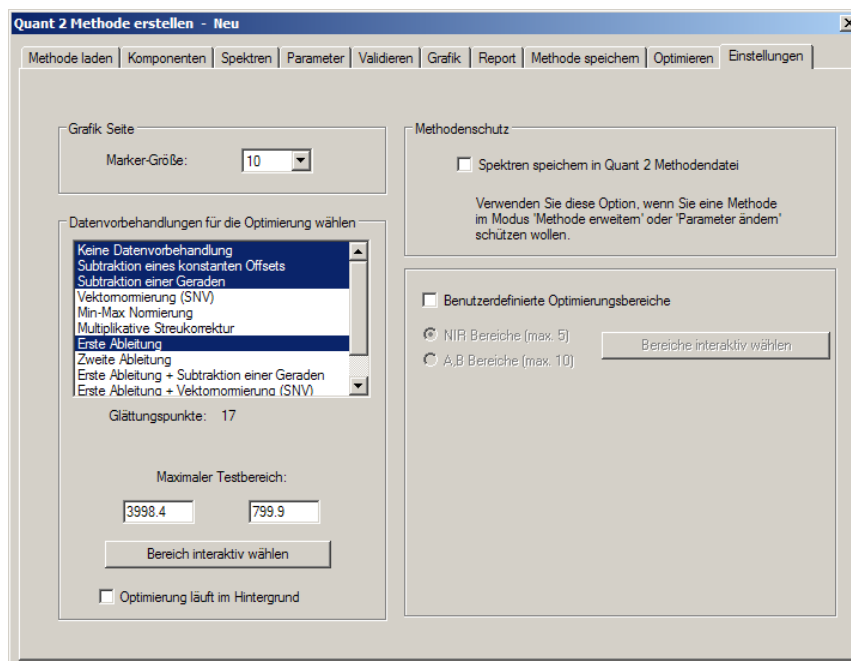 Quant 2 Methode erstellen - Neu
Methode laden Komponenten Spektren Parameter Validieren Grafik Report Methode speichern Optimieren Einstellungen
Grafik Seite
Marker-Größe: 10
Datenvorbehandlungen für die Optimierung wählen
Keine Datenvorbehandlung
Subtraktion eines konstanten Offsets
Subtraktion einer Geraden
Vektornormierung (SNV)
Min-Max Normierung
Multiplikative Streukorrektur
Erste Ableitung
Zweite Ableitung
Erste Ableitung + Subtraktion einer Geraden
Erste Ableitung + Vektornormierung (SNV)
Glättungspunkte: 17
Maximaler Testbereich:
3998.4 799.9
Bereich interaktiv wählen
Optimierung läuft im Hintergrund
Methodenschutz
Spektren speichern in Quant 2 Methodendatei
Verwenden Sie diese Option, wenn Sie eine Methode
im Modus 'Methode erweitern' oder 'Parameter ändern'
schützen wollen.
Benutzerdefinierte Optimierungsbereiche
NIR Bereiche (max. 5)
A,B Bereiche (max. 10)
Bereiche interaktiv wählen